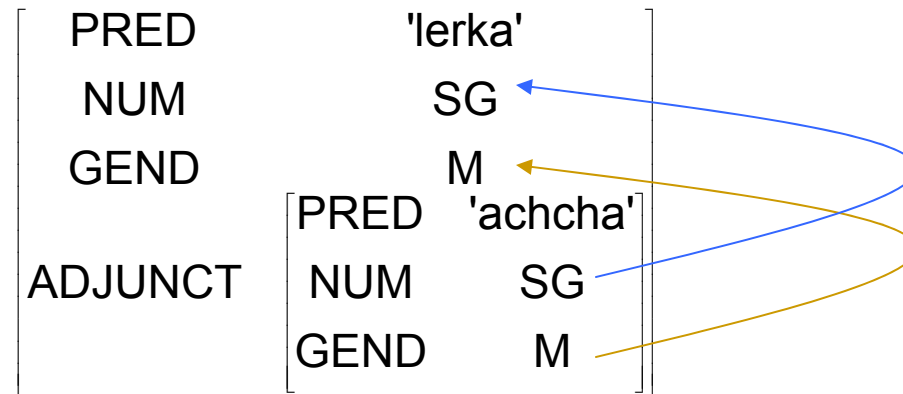 PRED 'lerka'
NUM SG
GEND M
PRED 'achcha'
ADJUNCT NUM SG
GEND M